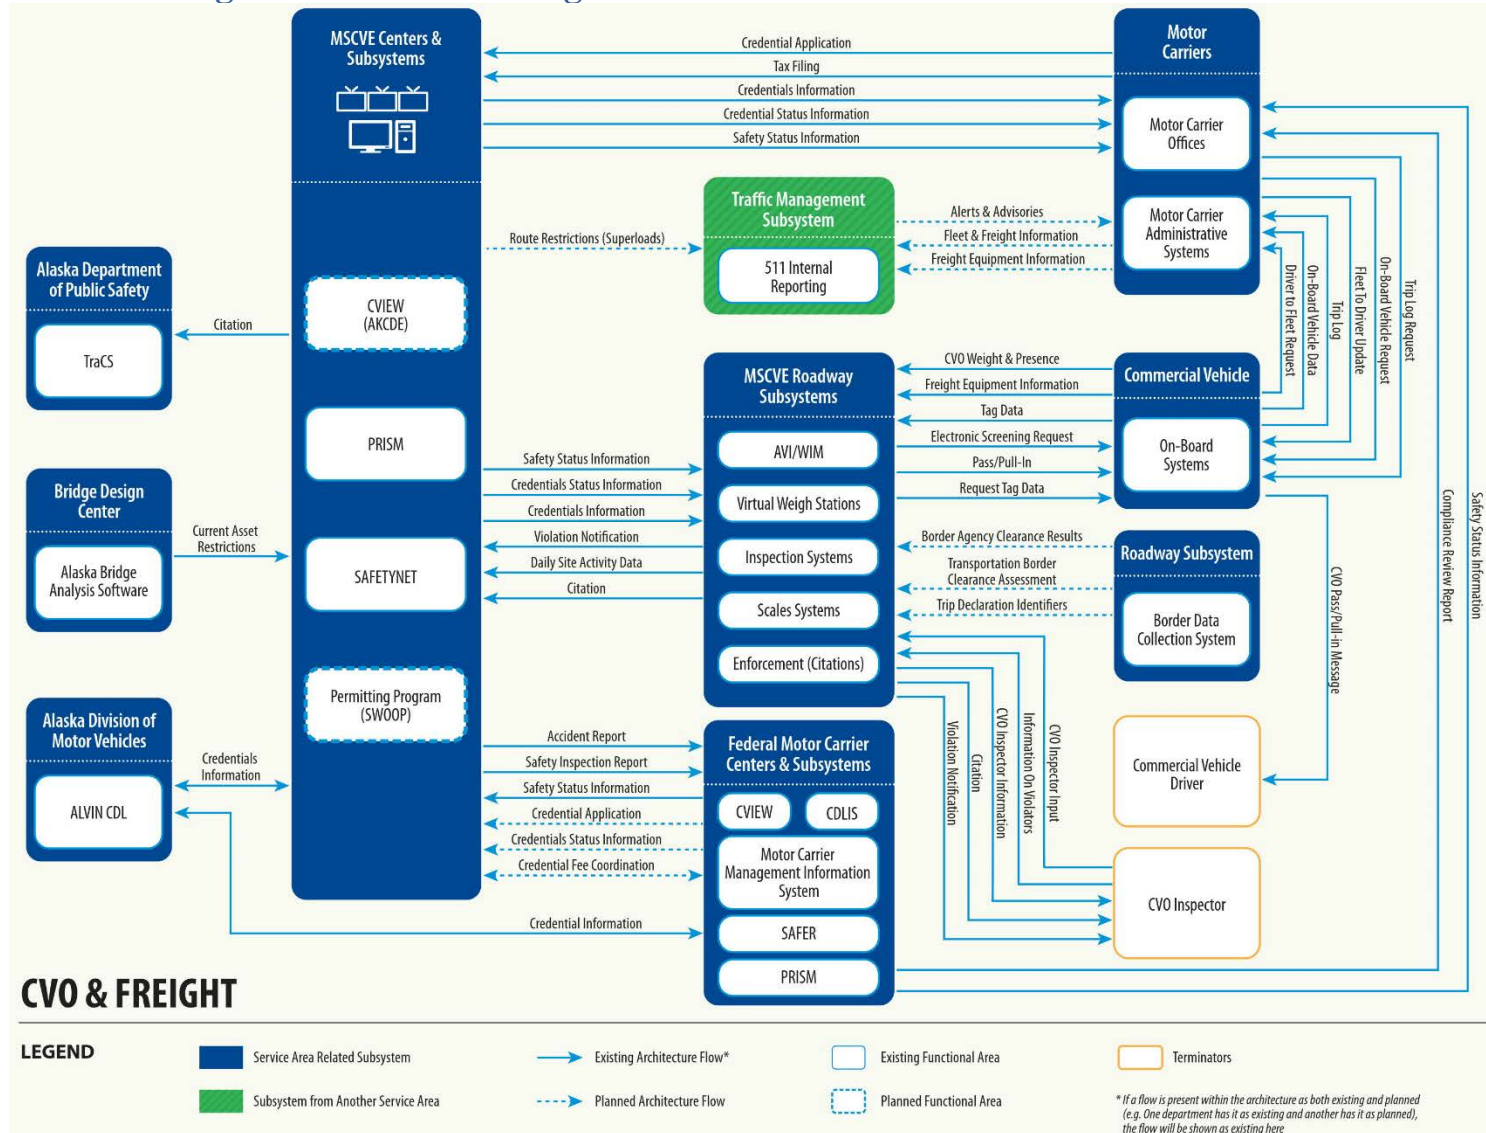 MSCVE Centers &
Subsystems
CVIEW
(AKCDE)
PRISM
SAFETYNET
Permitting Program
(SWOOP)
Credential Application
Tax Filing
Credentials Information
Credential Status Information
Safety Status Information
Motor
Carriers
Motor Carrier
Offices
Motor Carrier
Administrative
Systems
Route Restrictions (Superloads)
Traffic Management
Subsystem
511 Internal
Reporting
Alerts & Advisories
Fleet & Freight Information
Freight Equipment Information
Alaska Department
of Public Safety
TraCS
Citation
Driver to Fleet Request
On-Board Vehicle Data
Trip Log
Fleet To Driver Update
On-Board Vehicle Request
Trip Log Request
MSCVE Roadway
Subsystems
AVI/WIM
Virtual Weigh Stations
Inspection Systems
Scales Systems
Enforcement (Citations)
CVO Weight & Presence
Freight Equipment Information
Tag Data
Electronic Screening Request
Pass/Pull-In
Request Tag Data
Commercial Vehicle
On-Board
Systems
Bridge Design
Center
Alaska Bridge
Analysis Software
Current Asset
Restrictions
Safety Status Information
Credentials Status Information
Credentials Information
Violation Notification
Daily Site Activity Data
Citation
Border Agency Clearance Results
Transportation Border
Clearance Assessment
Trip Declaration Identifiers
Roadway Subsystem
Border Data
Collection System
Compliance Review Report
Safety Status Information
CVO Pass/Pull-in Message
Alaska Division of
Motor Vehicles
ALVIN CDL
Credentials
Information
Accident Report
Safety Inspection Report
Safety Status Information
Credential Application
Credentials Status Information
Credential Fee Coordination
Credential Information
Federal Motor Carrier
Centers & Subsystems
CVIEW
CDLIS
Motor Carrier
Management Information
System
SAFER
PRISM
Violation Notification
Citation
CVO Inspector Information
Information On Violators
CVO Inspector Input
Commercial Vehicle
Driver
CVO Inspector
CVO & FREIGHT
LEGEND
Service Area Related Subsystem
Existing Architecture Flow*
Existing Functional Area
Terminators
Subsystem from Another Service Area
Planned Architecture Flow
Planned Functional Area
* If a flow is present within the architecture as both existing and planned
(e.g. One department has it as existing and another has it as planned),
the flow will be shown as existing here